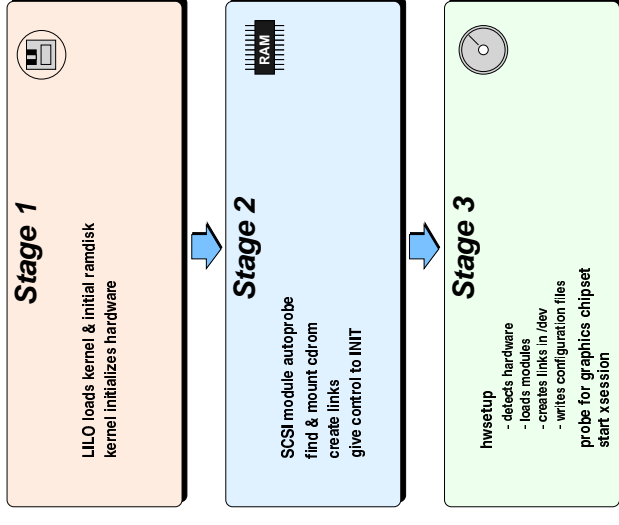 Stage 1
LILO loads kernel & initial ramdisk
kernel initializes hardware
RAM
Stage 2
SCSI module autoprobe
find & mount cdrom
create links
give control to INIT
Stage 3
hwsetup
- detects hardware
- loads modules
- creates links in /dev
- writes configuration files
probe for graphics chipset
start xsession